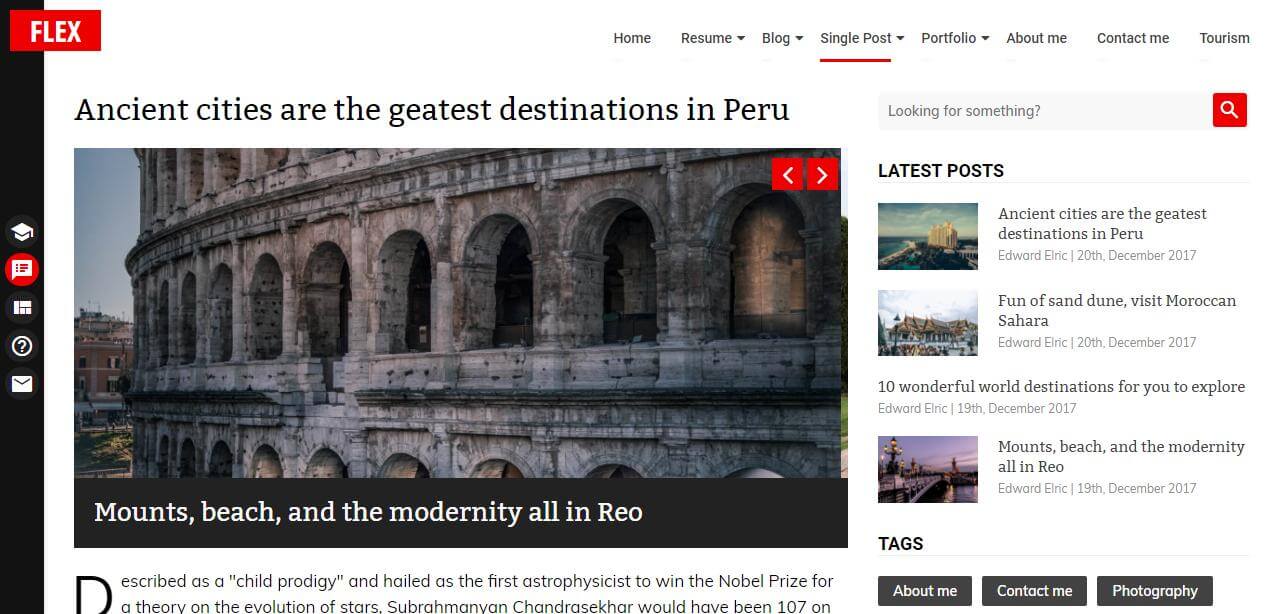 FLEX
Home Resume Blog Single Post Portfolio About me Contact me Tourism
Ancient cities are the geatest destinations in Peru
Mounts, beach, and the modernity all in Reo
Described as a "child prodigy" and hailed as the first astrophysicist to win the Nobel Prize for
a theory on the evolution of stars, Subrahmanyan Chandrasekhar would have been 107 on
Looking for something?
LATEST POSTS
Ancient cities are the geatest
destinations in Peru
Edward Elric | 20th, December 2017
Fun of sand dune, visit Moroccan
Sahara
Edward Elric | 20th, December 2017
10 wonderful world destinations for you to explore
Edward Elric | 19th, December 2017
Mounts, beach, and the modernity
all in Reo
Edward Elric | 19th, December 2017
TAGS
About me Contact me Photography